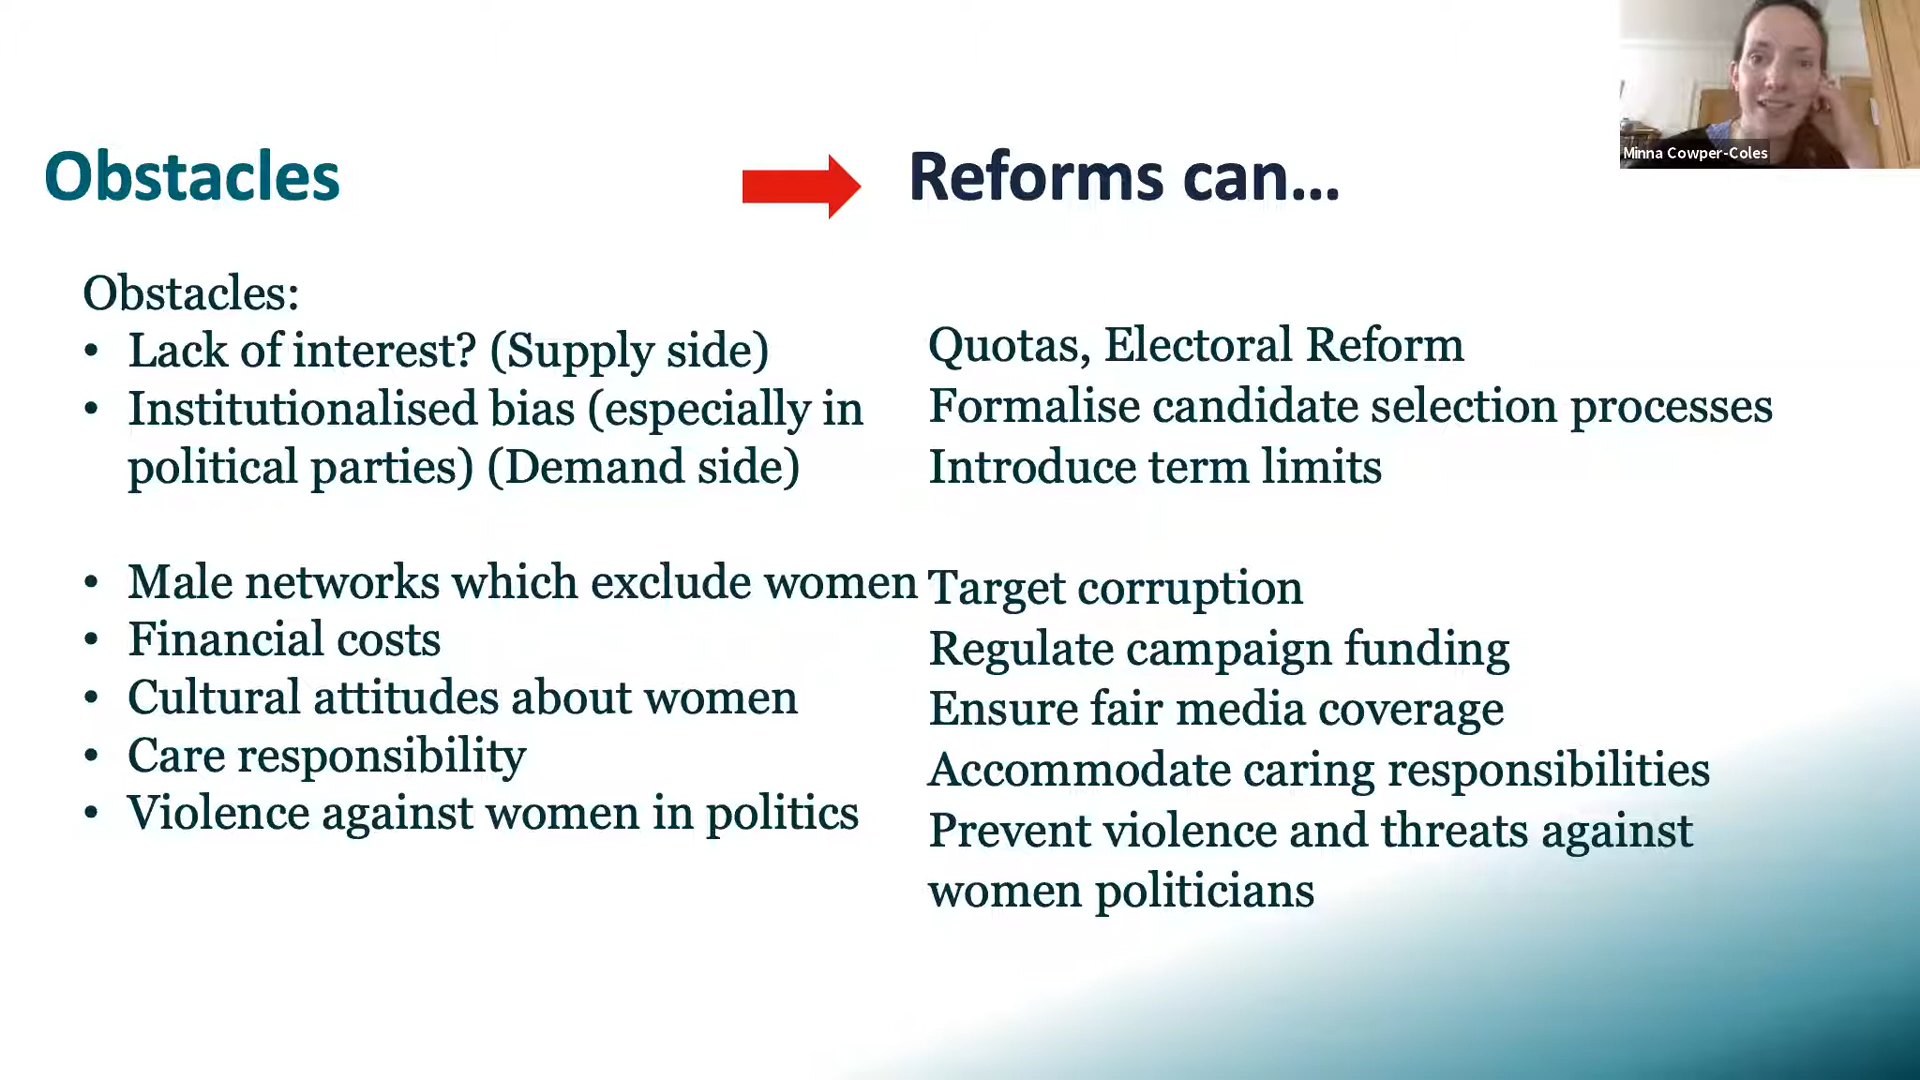 Minna Cowper-Coles
Obstacles
Reforms can...
Obstacles:
• Lack of interest? (Supply side)
• Institutionalised bias (especially in
political parties) (Demand side)
• Male networks which exclude women
• Financial costs
• Cultural attitudes about women
• Care responsibility
• Violence against women in politics
Quotas, Electoral Reform
Formalise candidate selection processes
Introduce term limits
Target corruption
Regulate campaign funding
Ensure fair media coverage
Accommodate caring responsibilities
Prevent violence and threats against
women politicians